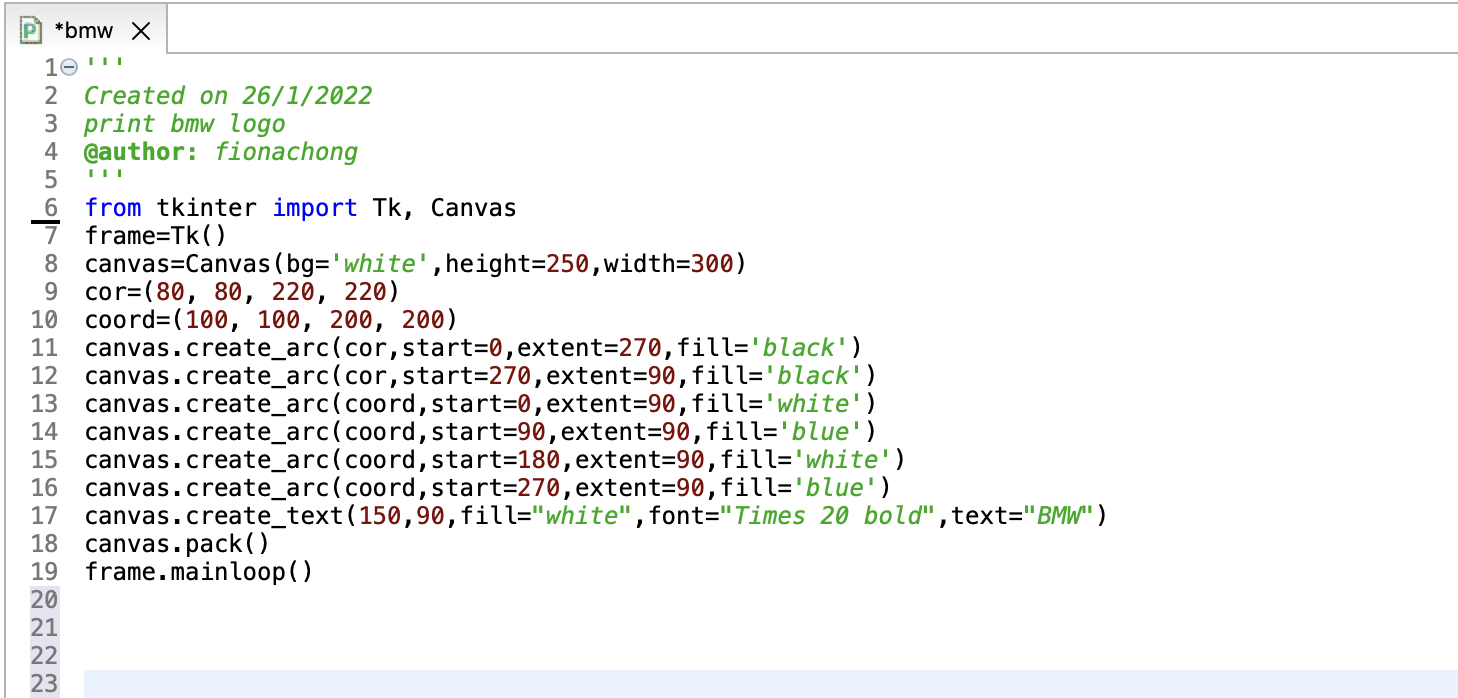 *bmw
1 '''
2 Created on 26/1/2022
3 print bmw logo
4 @author: fionachong
5 '''
6 from tkinter import Tk, Canvas
7 frame=Tk()
8 canvas=Canvas(bg='white',height=250,width=300)
9 cor=(80, 80, 220, 220)
10 coord=(100, 100, 200, 200)
11 canvas.create_arc(cor,start=0,extent=270,fill='black')
12 canvas.create_arc(cor,start=270,extent=90,fill='black')
13 canvas.create_arc(coord,start=0,extent=90,fill='white')
14 canvas.create_arc(coord,start=90,extent=90,fill='blue')
15 canvas.create_arc(coord,start=180,extent=90,fill='white')
16 canvas.create_arc(coord,start=270,extent=90,fill='blue')
17 canvas.create_text(150,90,fill="white",font="Times 20 bold",text="BMW")
18 canvas.pack()
19 frame.mainloop()
20
21
22
23